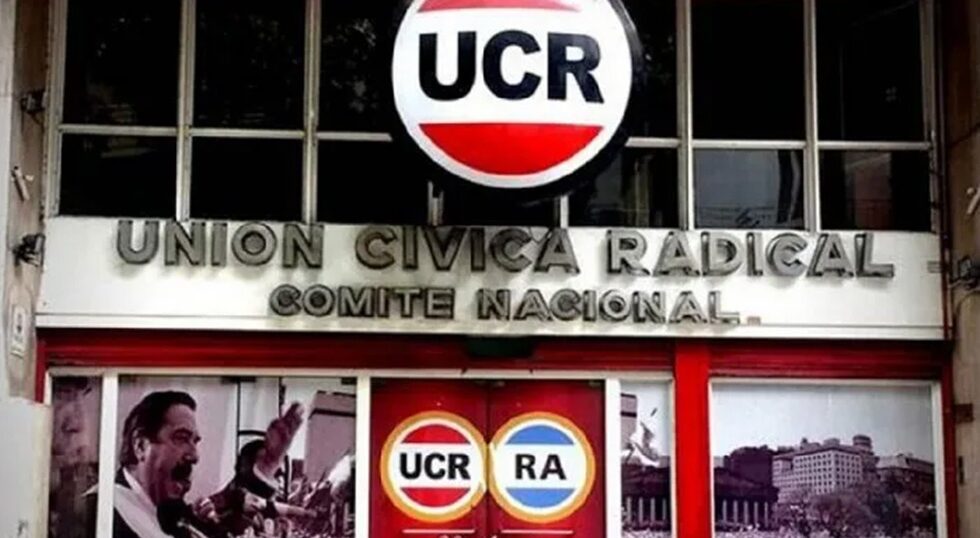 UCR
UNION CIVICA RADICAL
COMITE NACIONAL
UCR
RA